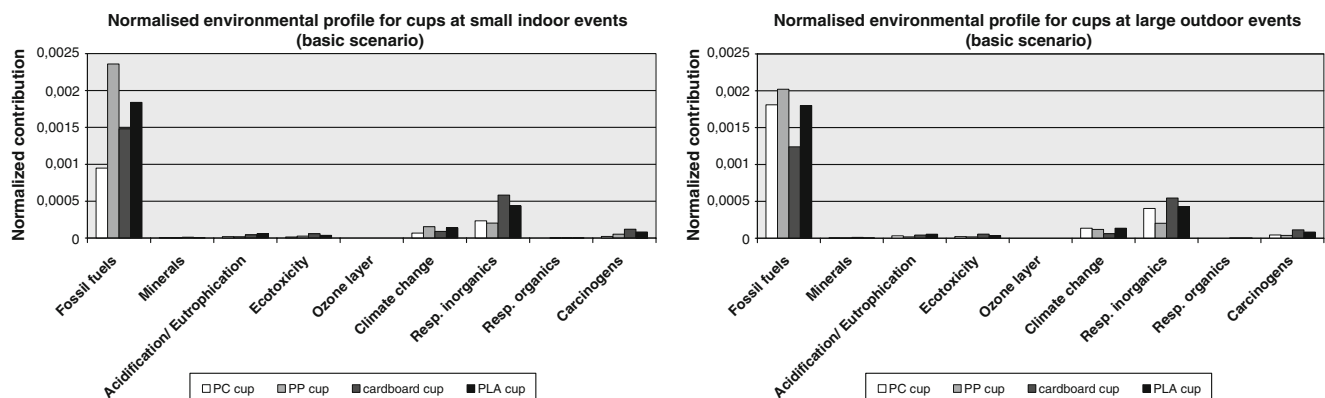 Normalised environmental profile for cups at small indoor events
(basic scenario)
Normalized contribution
0,0025
0,002
0,0015
0,001
0,0005
0
Fossil fuels
Minerals
Acidification/ Eutrophication
Ecotoxicity
Ozone layer
Climate change
Resp. inorganics
Resp. organics
Carcinogens
PC cup
PP cup
cardboard cup
PLA cup
Normalised environmental profile for cups at large outdoor events
(basic scenario)
Normalized contribution
0,0025
0,002
0,0015
0,001
0,0005
0
Fossil fuels
Minerals
Acidification/ Eutrophication
Ecotoxicity
Ozone layer
Climate change
Resp. inorganics
Resp. organics
Carcinogens
PC cup
PP cup
cardboard cup
PLA cup